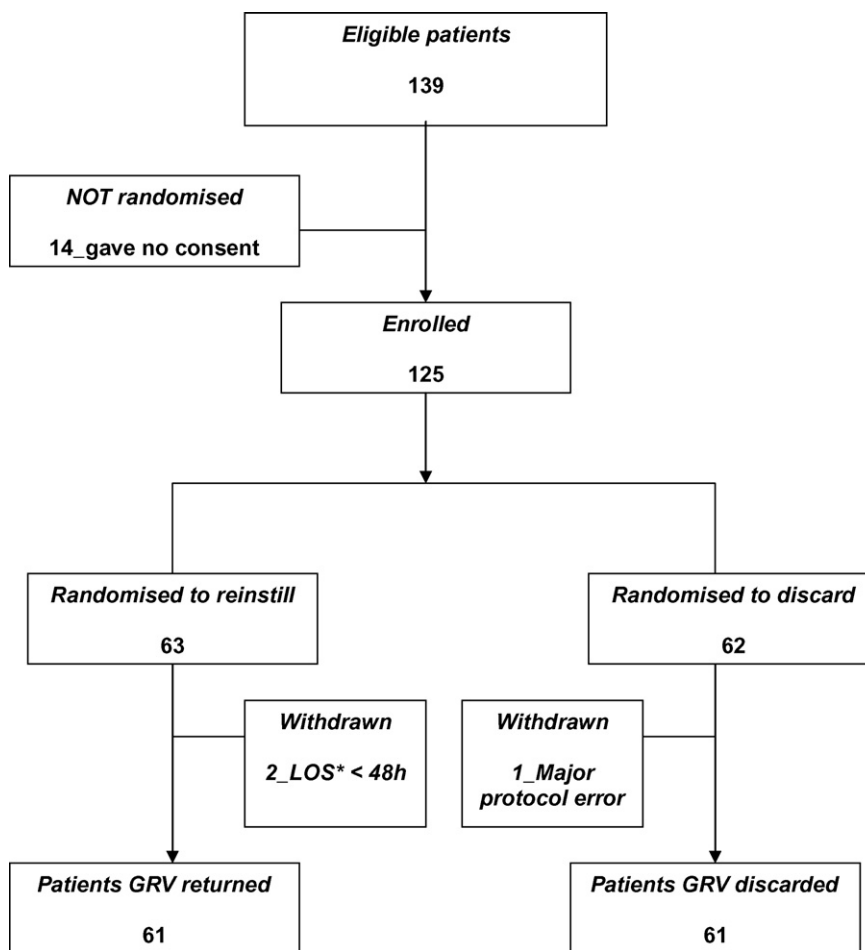 Eligible patients
139
NOT randomised
14_gave no consent
Enrolled
125
Randomised to reinstill
63
Randomised to discard
62
Withdrawn
2_LOS* < 48h
Withdrawn
1_Major
protocol error
Patients GRV returned
61
Patients GRV discarded
61